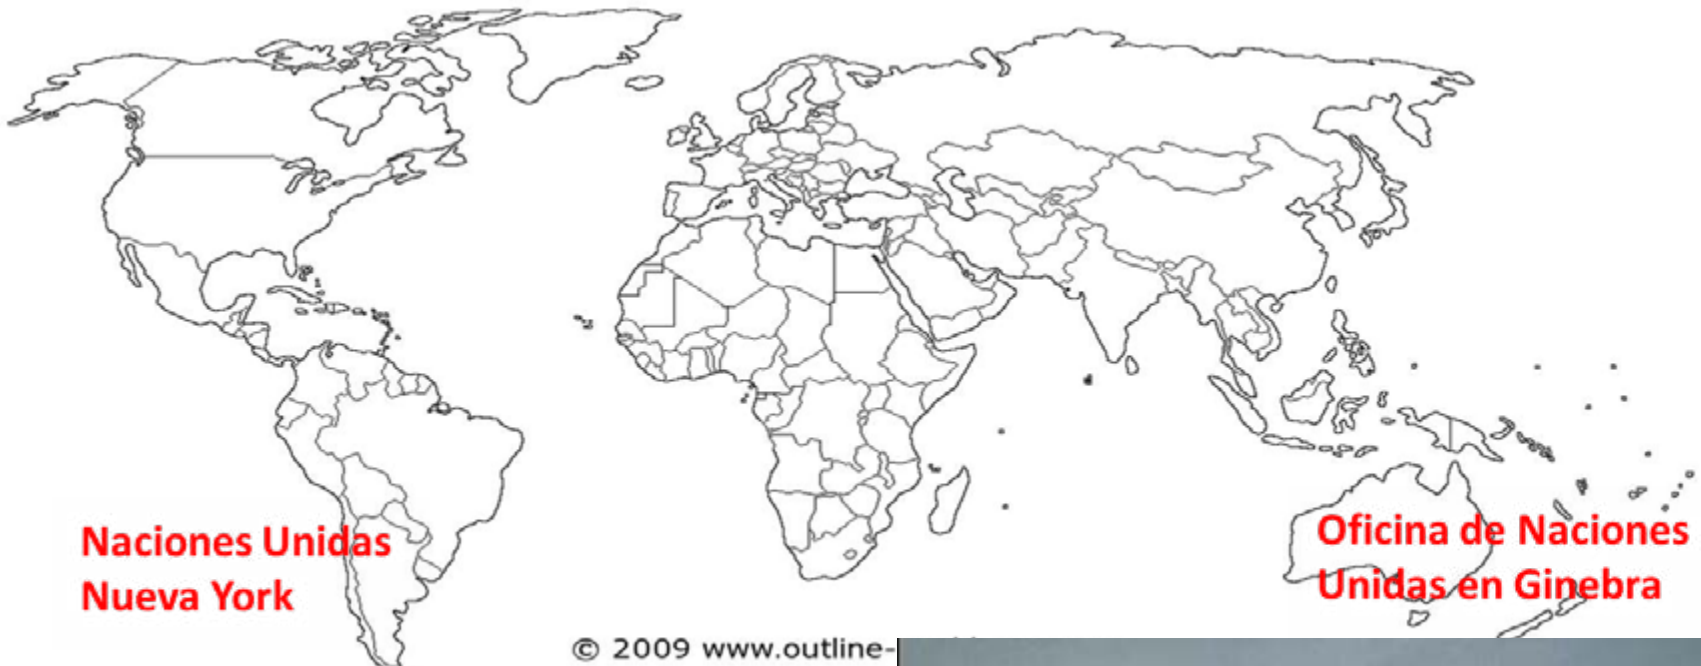 Naciones Unidas
Nueva York
Oficina de Naciones
Unidas en Ginebra
© 2009 www.outline-